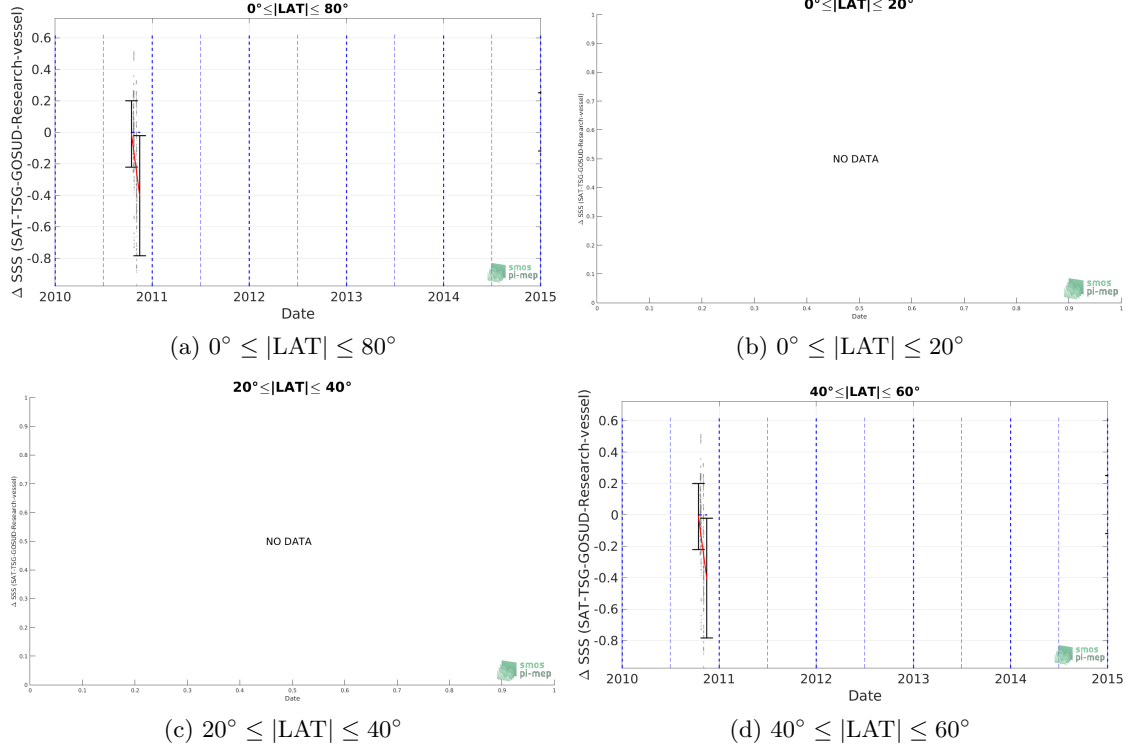 0°≤|LAT|≤ 80°
Δ SSS (SAT-TSG-GOSUD-Research-vessel)
0.6
0.4
0.2
0
-0.2
-0.4
-0.6
-0.8
2010 2011 2012 2013 2014 2015
Date
smos
pi-mep
(a) 0° ≤ |LAT| ≤ 80°
0°≤|LAT|≤ 20°
Δ SSS (SAT-TSG-GOSUD-Research-vessel)
1
0.9
0.8
0.7
0.6
0.5
0.4
0.3
0.2
0.1
0
NO DATA
0 0.1 0.2 0.3 0.4 0.5 0.6 0.7 0.8 0.9 1
Date
smos
pi-mep
(b) 0° ≤ |LAT| ≤ 20°
20°≤|LAT|≤ 40°
Δ SSS (SAT-TSG-GOSUD-Research-vessel)
1
0.9
0.8
0.7
0.6
0.5
0.4
0.3
0.2
0.1
0
NO DATA
0 0.1 0.2 0.3 0.4 0.5 0.6 0.7 0.8 0.9 1
Date
smos
pi-mep
(c) 20° ≤ |LAT| ≤ 40°
40°≤|LAT|≤ 60°
Δ SSS (SAT-TSG-GOSUD-Research-vessel)
0.6
0.4
0.2
0
-0.2
-0.4
-0.6
-0.8
2010 2011 2012 2013 2014 2015
Date
smos
pi-mep
(d) 40° ≤ |LAT| ≤ 60°